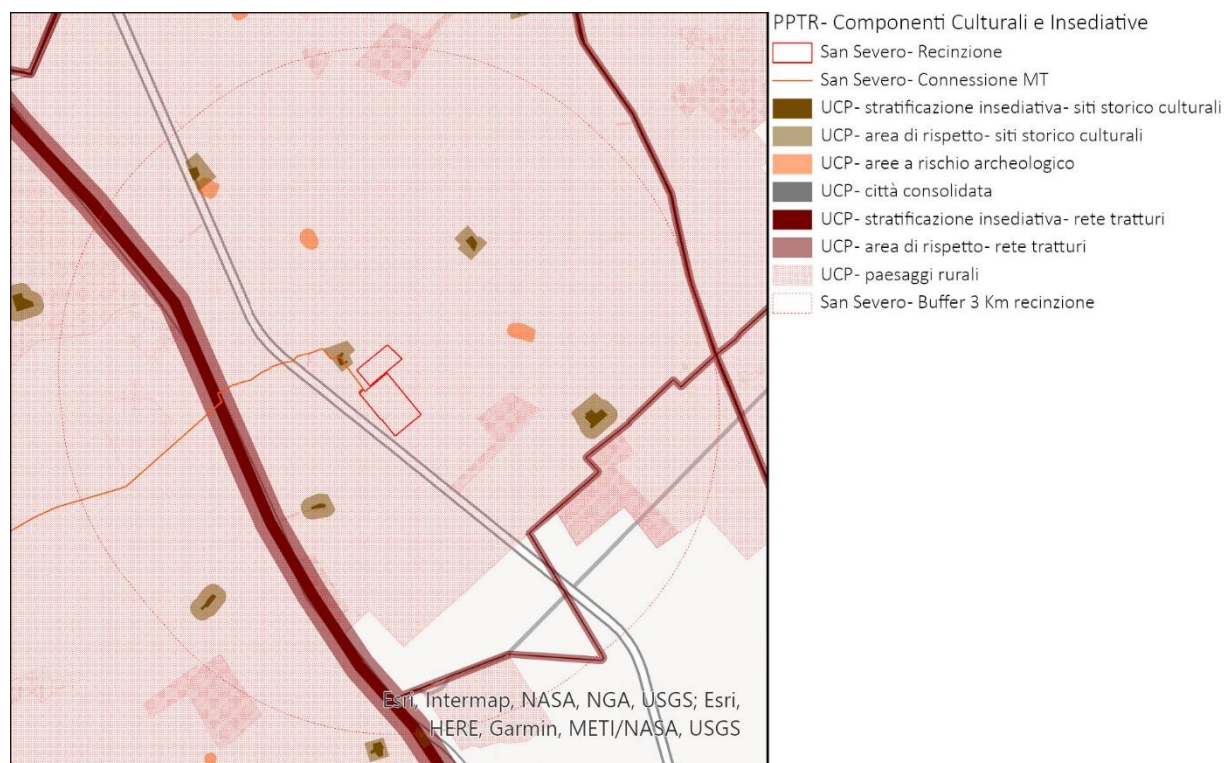 PPTR- Componenti Culturali e Insediative
San Severo- Recinzione
San Severo- Connessione MT
UCP- stratificazione insediativa- siti storico culturali
UCP- area di rispetto- siti storico culturali
UCP- aree a rischio archeologico
UCP- città consolidata
UCP- stratificazione insediativa- rete tratturi
UCP- area di rispetto- rete tratturi
UCP- paesaggi rurali
San Severo- Buffer 3 Km recinzione
Esri, Intermap, NASA, NGA, USGS; Esri,
HERE, Garmin, METI/NASA, USGS